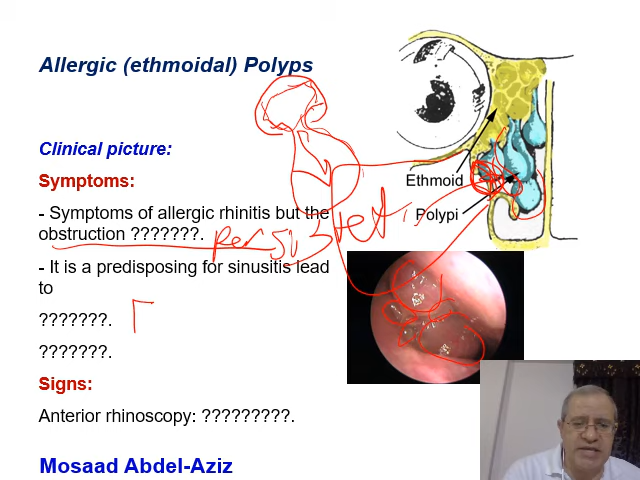 Allergic (ethmoidal) Polyps
Clinical picture:
Symptoms:
- Symptoms of allergic rhinitis but the
obstruction ???????.
- It is a predisposing for sinusitis lead
to
???????.
???????.
Signs:
Anterior rhinoscopy: ?????????.
Mosaad Abdel-Aziz
Ethmoid
Polypi